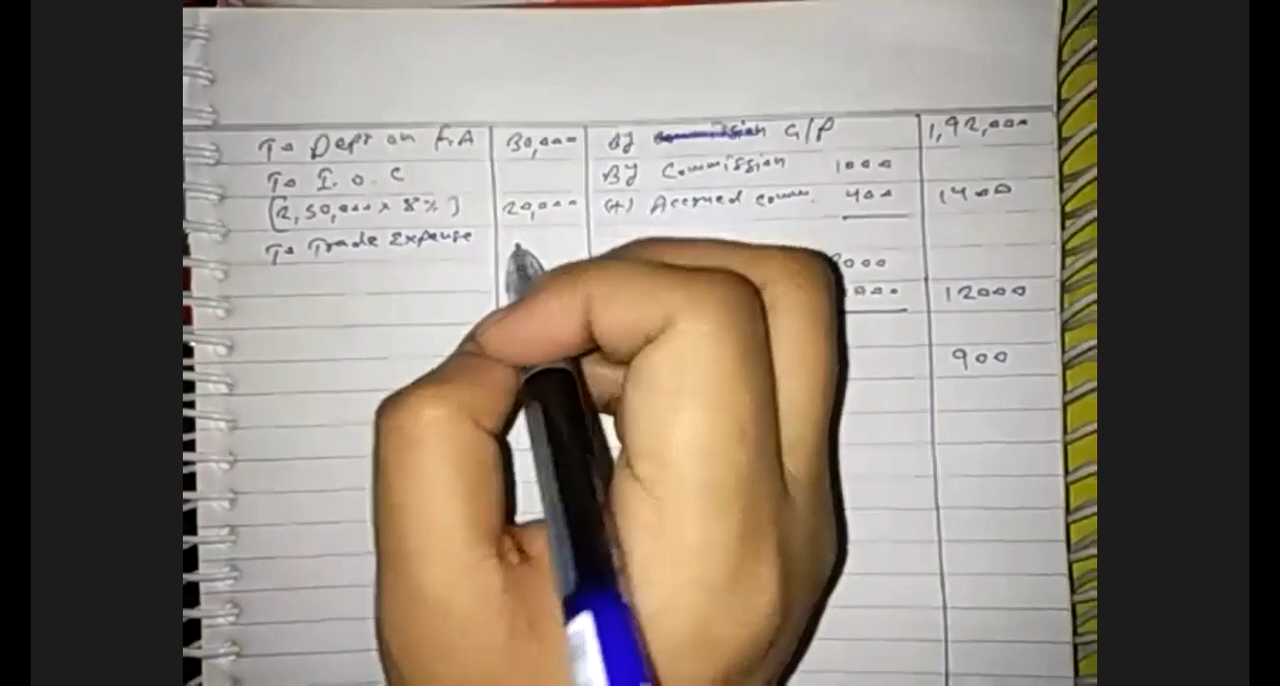 To Depr on F.A 30,000 By G/P 1,92,000
To I.O.C By Commission 1000
(2,50,000 x 8%) 20,000 (+) Accrued comm. 400 1400
To Trade Expense
000
12000
900